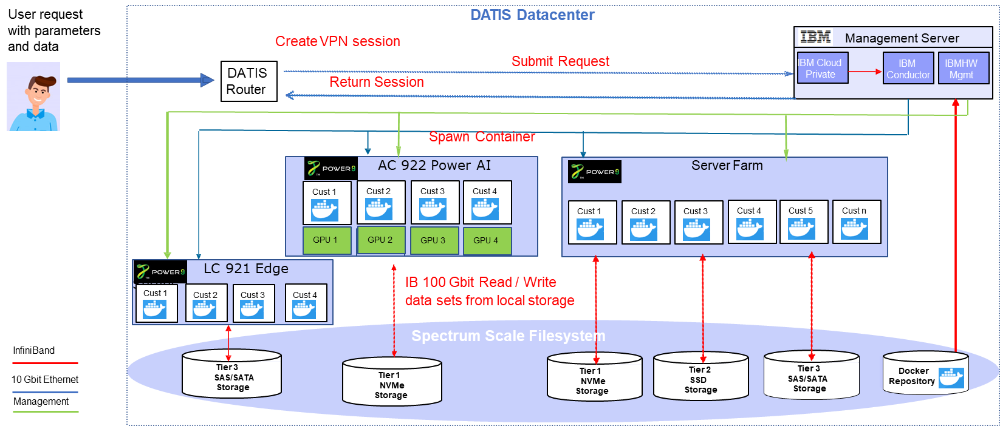 User request
with parameters
and data
DATIS Datacenter
Create VPN session
Submit Request
Return Session
DATIS
Router
IBM
Management Server
IBM Cloud
Private
IBM
Conductor
IBMHW
Mgmt
Spawn Container
POWER9
TM
AC 922 Power AI
Cust 1
Cust 2
Cust 3
Cust 4
GPU 1
GPU 2
GPU 3
GPU 4
POWER9
TM
Server Farm
Cust 1
Cust 2
Cust 3
Cust 4
Cust 5
Cust n
POWER9
TM
LC 921 Edge
Cust 1
Cust 2
Cust 3
Cust 4
IB 100 Gbit Read / Write
data sets from local storage
Spectrum Scale Filesystem
Tier 3
SAS/SATA
Storage
Tier 1
NVMe
Storage
Tier 1
NVMe
Storage
Tier 2
SSD
Storage
Tier 3
SAS/SATA
Storage
Docker
Repository
InfiniBand
10 Gbit Ethernet
Management